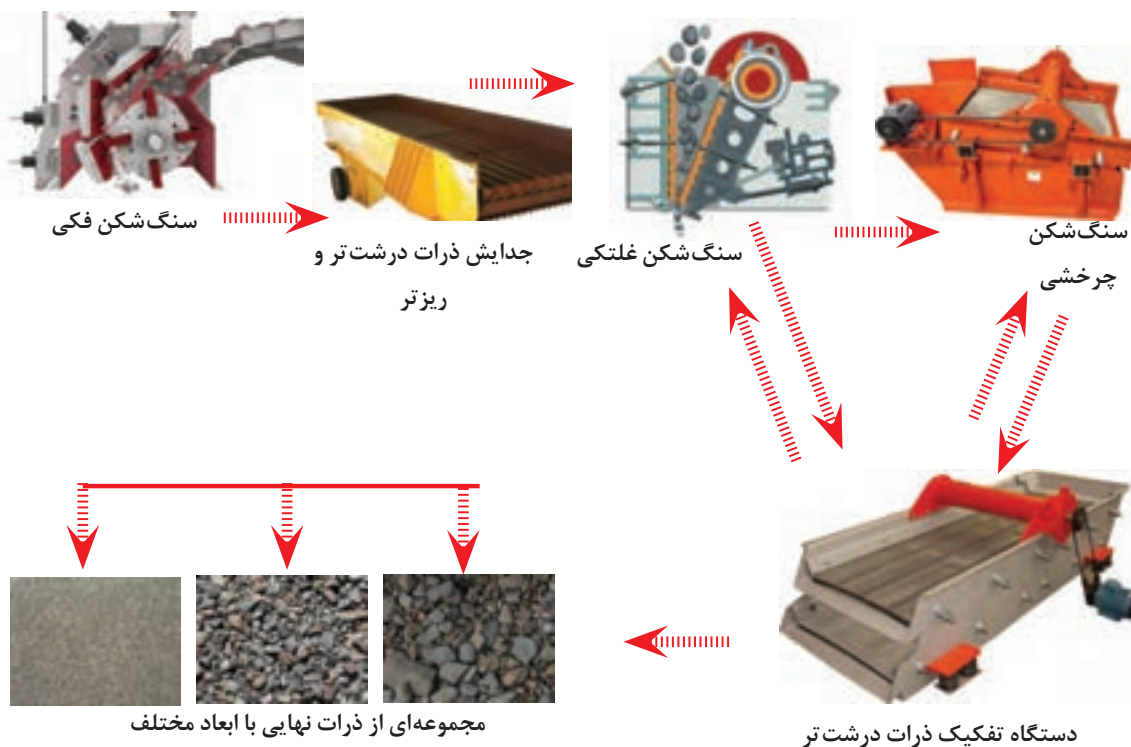 سنگ‌شکن فکی
جدایش ذرات درشت‌تر و
ریزتر
سنگ‌شکن غلتکی
سنگ‌شکن
چرخشی
دستگاه تفکیک ذرات درشت‌تر
مجموعه‌ای از ذرات نهایی با ابعاد مختلف